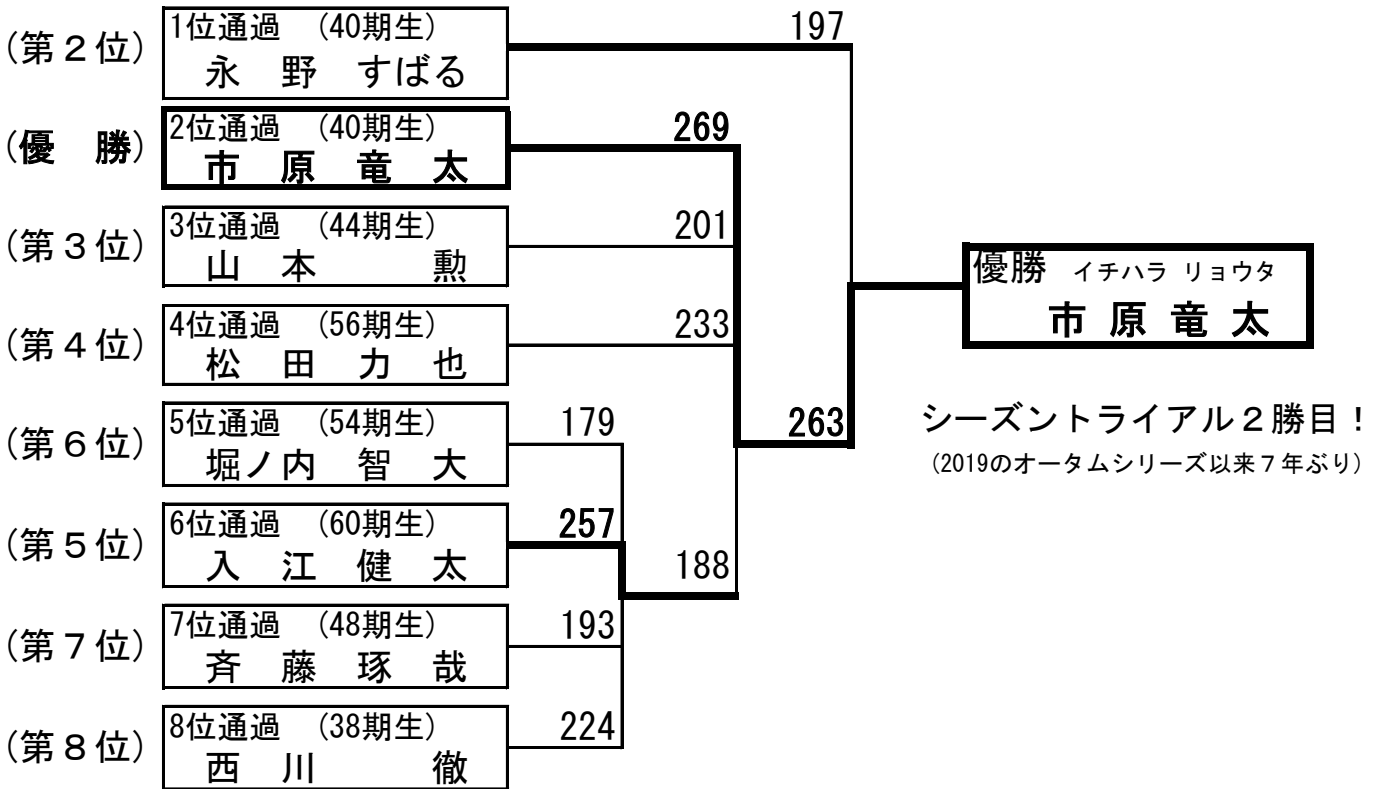 (第２位)
1位通過　(40期生)
永　野　すばる
197
(優　勝)
2位通過　(40期生)
市　原　竜　太
269
(第３位)
3位通過　(44期生)
山　本　　　勲
201
(第４位)
4位通過　(56期生)
松　田　力　也
233
(第６位)
5位通過　(54期生)
堀ノ内　智　大
179
(第５位)
6位通過　(60期生)
入　江　健　太
257
188
(第７位)
7位通過　(48期生)
斉　藤　琢　哉
193
(第８位)
8位通過　(38期生)
西　川　　　徹
224
263
優勝　イチハラ リョウタ
市 原 竜 太
シーズントライアル２勝目！
(2019のオータムシリーズ以来７年ぶり)